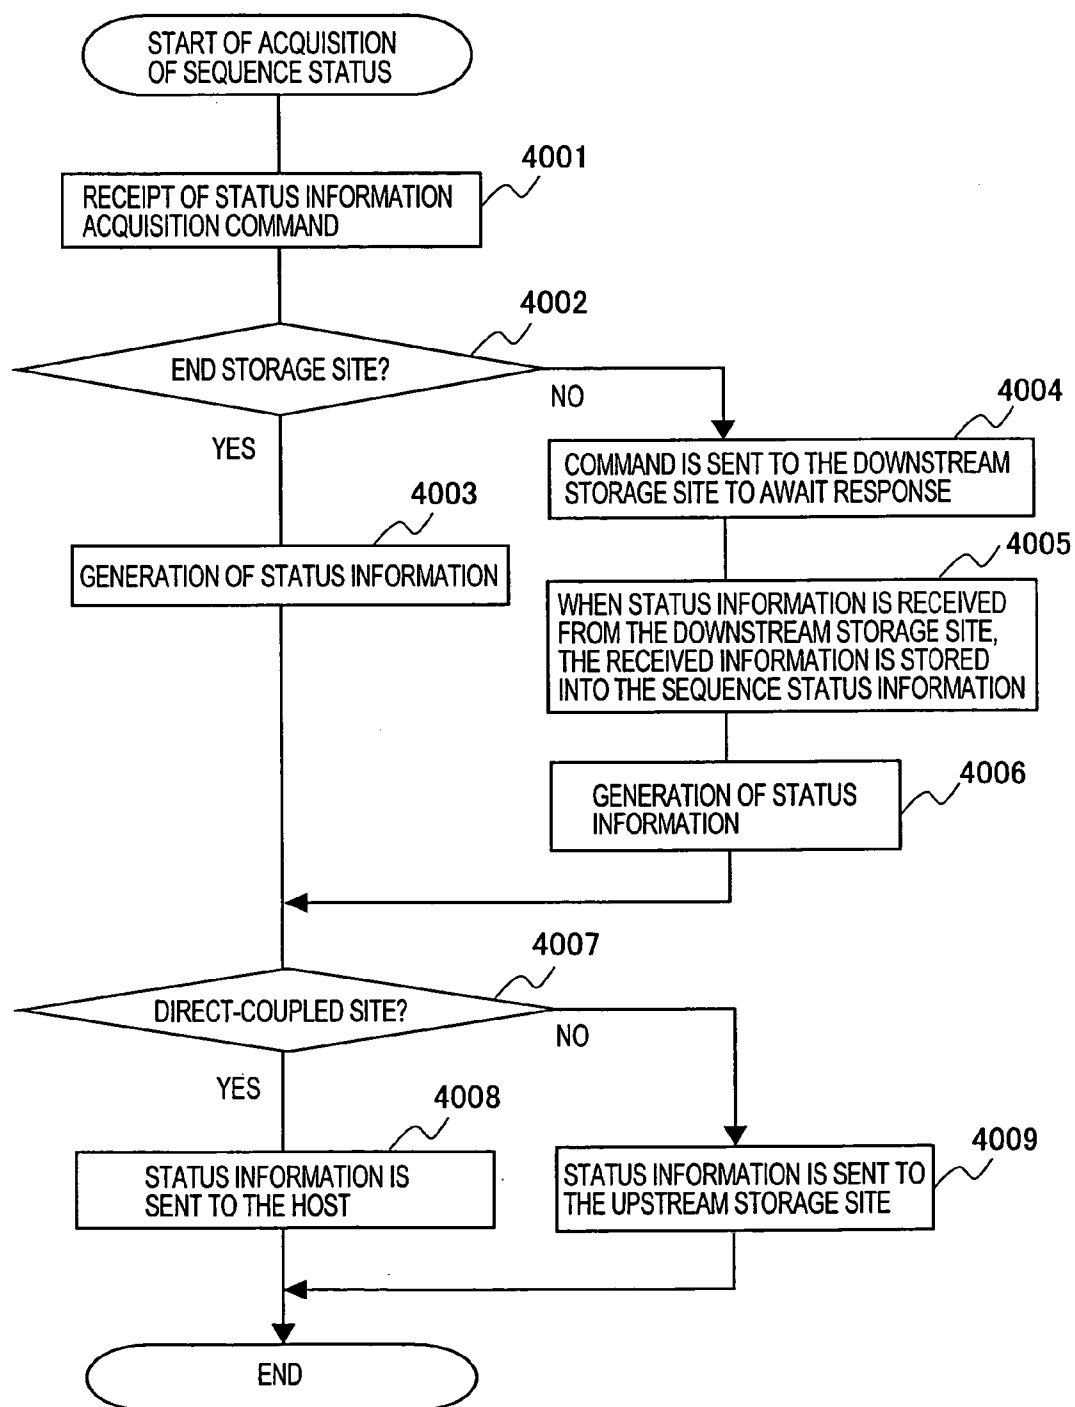 START OF ACQUISITION
OF SEQUENCE STATUS
4001
RECEIPT OF STATUS INFORMATION
ACQUISITION COMMAND
4002
END STORAGE SITE?
NO
YES
4004
COMMAND IS SENT TO THE DOWNSTREAM
STORAGE SITE TO AWAIT RESPONSE
4003
GENERATION OF STATUS INFORMATION
4005
WHEN STATUS INFORMATION IS RECEIVED
FROM THE DOWNSTREAM STORAGE SITE,
THE RECEIVED INFORMATION IS STORED
INTO THE SEQUENCE STATUS INFORMATION
4006
GENERATION OF STATUS
INFORMATION
4007
DIRECT-COUPLED SITE?
NO
YES
4008
STATUS INFORMATION IS
SENT TO THE HOST
4009
STATUS INFORMATION IS SENT TO
THE UPSTREAM STORAGE SITE
END